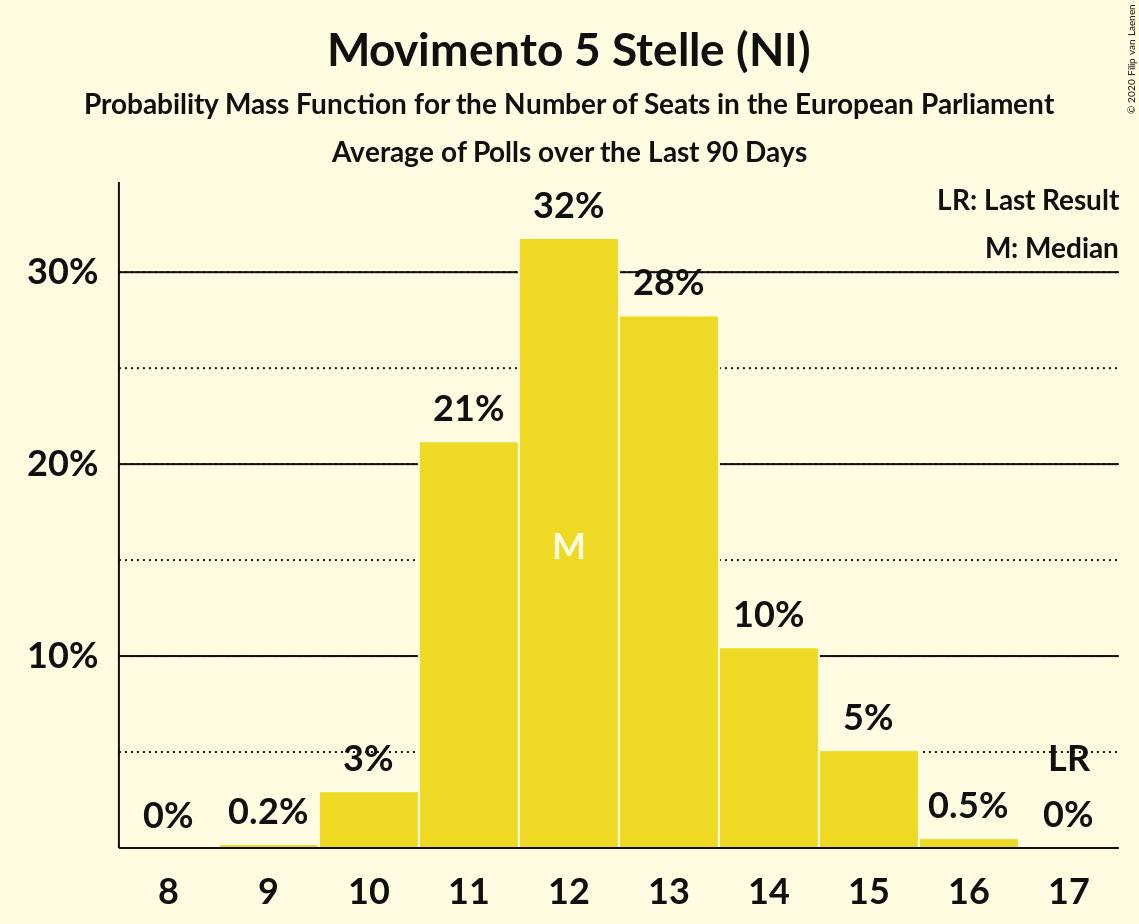 Movimento 5 Stelle (NI)
Probability Mass Function for the Number of Seats in the European Parliament
Average of Polls over the Last 90 Days
© 2020 Filip van Laenen
LR: Last Result
M: Median
30%
20%
10%
0%
0.2%
3%
21%
32%
28%
10%
5%
0.5%
0%
LR
M
8 9 10 11 12 13 14 15 16 17